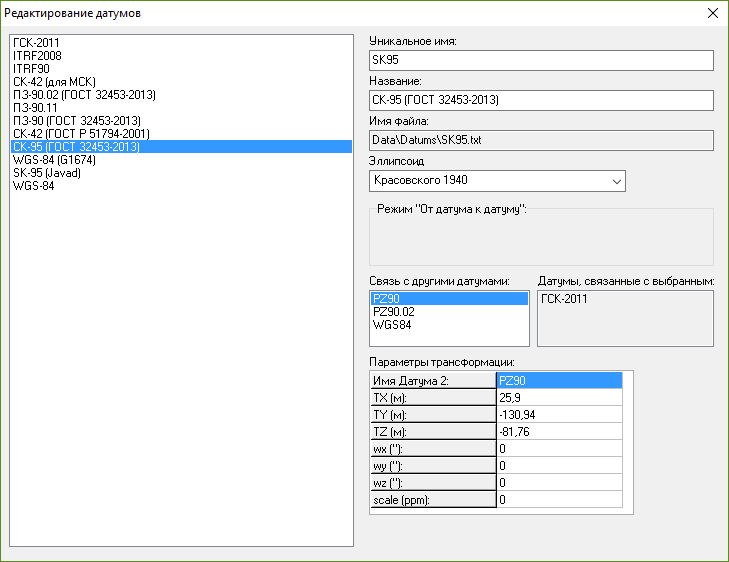 Редактирование датумов
ГСК-2011
ITRF2008
ITRF90
СК-42 (для МСК)
ПЗ-90.02 (ГОСТ 32453-2013)
ПЗ-90.11
ПЗ-90 (ГОСТ 32453-2013)
СК-42 (ГОСТ Р 51794-2001)
СК-95 (ГОСТ 32453-2013)
WGS-84 (G1674)
SK-95 (Javad)
WGS-84
Уникальное имя:
SK95
Название:
СК-95 (ГОСТ 32453-2013)
Имя Файла:
Data\Datums\SK95.txt
Эллипсоид
Красовского 1940
Режим "От датума к датуму":
Связь с другими датумами:
PZ90
PZ90.02
WGS84
Датумы, связанные с выбранным:
ГСК-2011
Параметры трансформации:
Имя Датума 2: PZ90
TX (м): 25,9
TY (м): -130,94
TZ (м): -81,76
wx ("): 0
wy ("): 0
wz ("): 0
scale (ppm): 0